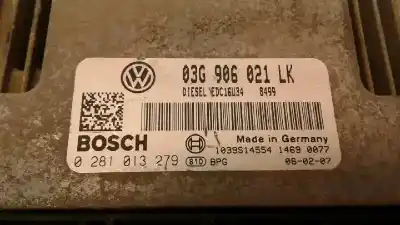 03G 906 021 LK
DIESEL EDC16U34 8499
BOSCH
Made in Germany
1039S14554 1469 0077
0 281 013 279 BPG 06-02-07